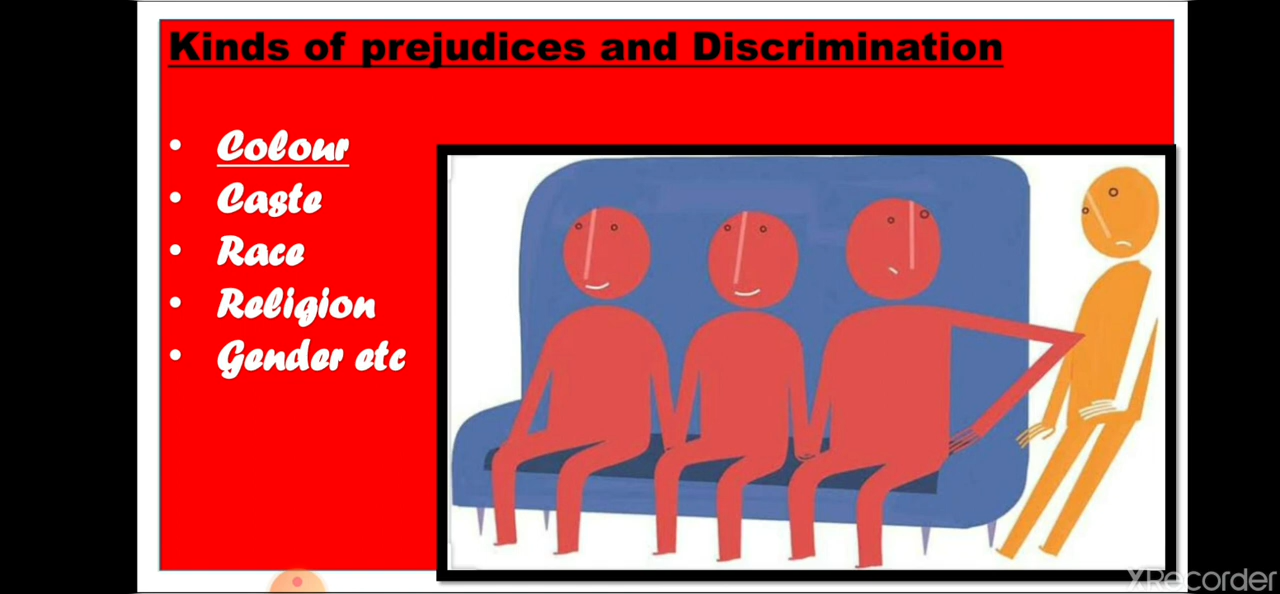 Kinds of prejudices and Discrimination
• Colour
• Caste
• Race
• Religion
• Gender etc
XRecorder